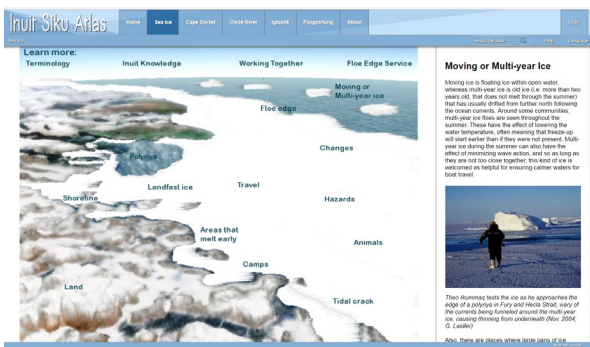 Inuit Siku Atlas
Home
Sea Ice
Cape Dorset
Clyde River
Igloolik
Pangnirtung
About
Login
Sea Ice
Help
Language
Learn more:
Terminology
Inuit Knowledge
Working Together
Floe Edge Service
Moving or
Multi-year ice
Floe edge
Changes
Polynya
Landfast ice
Travel
Shoreline
Hazards
Areas that
melt early
Animals
Camps
Land
Tidal crack
Moving or Multi-year Ice
Moving ice is floating ice within open water,
whereas multi-year ice is old ice (i.e. more than two
years old, that does not melt through the summer)
that has usually drifted from further north following
the ocean currents. Around some communities,
multi-year ice floes are seen throughout the
summer. These have the effect of lowering the
water temperature, often meaning that freeze-up
will start earlier than if they were not present. Multi-
year ice during the summer can also have the
effect of minimizing wave action, and so as long as
they are not too close together, this kind of ice is
welcomed as helpful for ensuring calmer waters for
boat travel.
Theo Ikummaq tests the ice as he approaches the
edge of a polynya in Fury and Hecla Strait, wary of
the currents being funneled around the multi-year
ice, causing thinning from underneath (Nov. 2004;
G. Laidler)
Also, there are places where large pans of ice